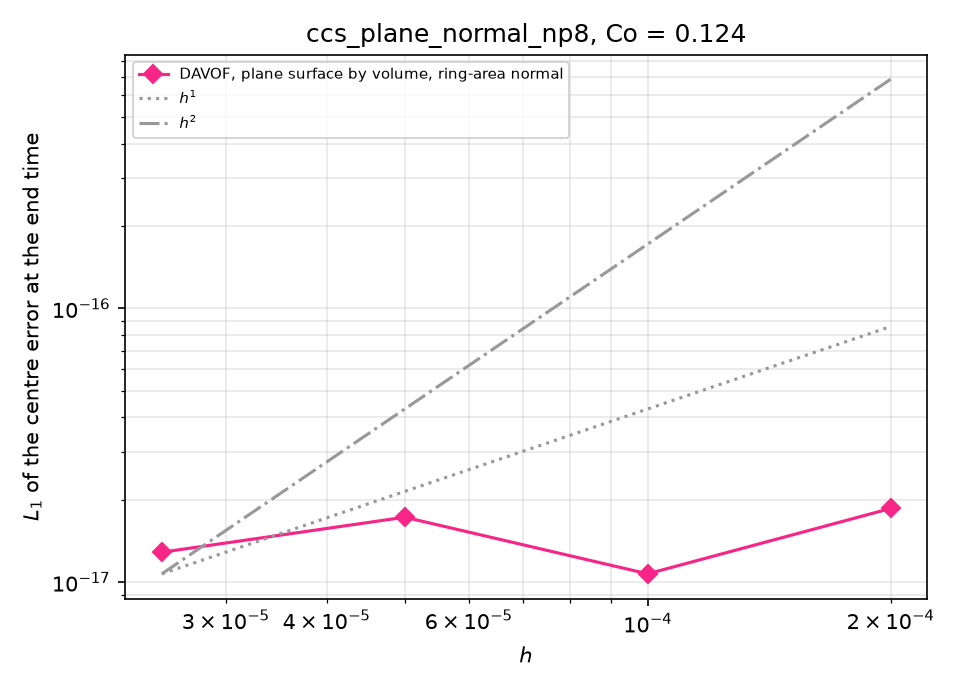 ccs_plane_normal_np8, Co = 0.124
DAVOF, plane surface by volume, ring-area normal
h¹
h²
L₁ of the centre error at the end time
10⁻¹⁶
10⁻¹⁷
3 × 10⁻⁵ 4 × 10⁻⁵ 6 × 10⁻⁵ 10⁻⁴ 2 × 10⁻⁴
h